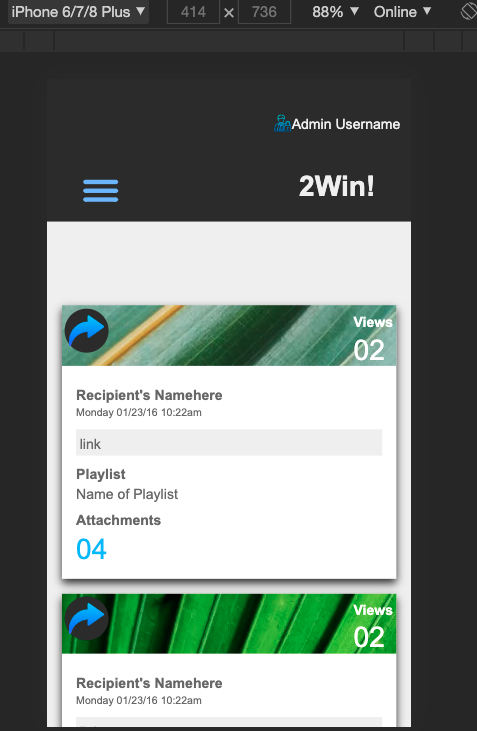 iPhone 6/7/8 Plus ▼ 414 × 736 88% ▼ Online ▼
Admin Username
2Win!
Views
02
Recipient's Namehere
Monday 01/23/16 10:22am
link
Playlist
Name of Playlist
Attachments
04
Views
02
Recipient's Namehere
Monday 01/23/16 10:22am